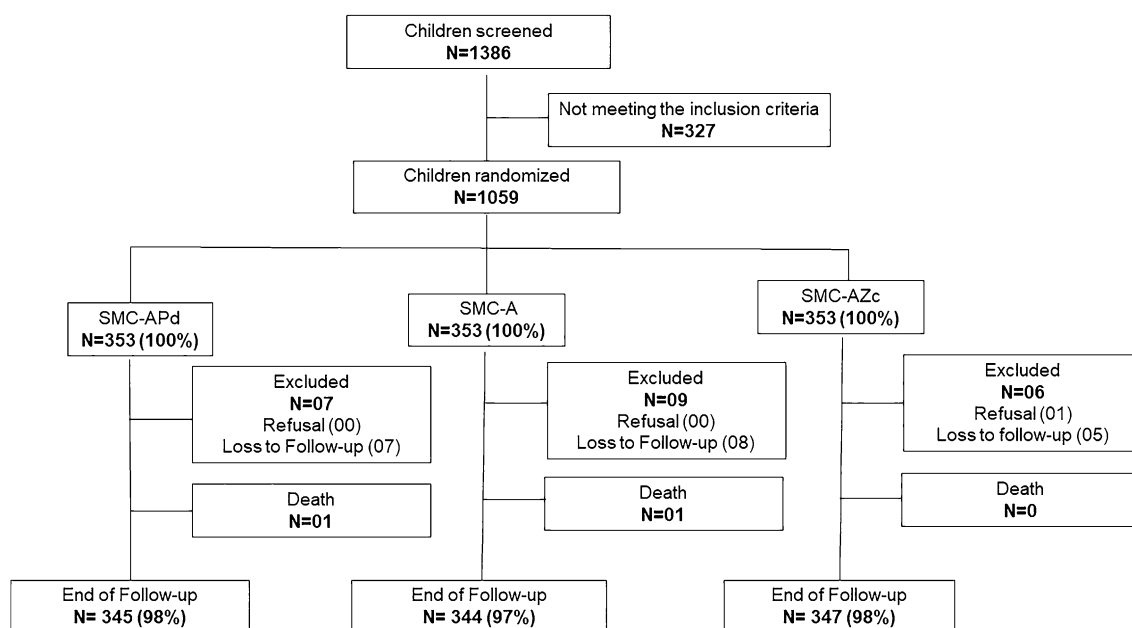 Children screened
N=1386
Not meeting the inclusion criteria
N=327
Children randomized
N=1059
SMC-APd
N=353 (100%)
SMC-A
N=353 (100%)
SMC-AZc
N=353 (100%)
Excluded
N=07
Refusal (00)
Loss to Follow-up (07)
Excluded
N=09
Refusal (00)
Loss to Follow-up (08)
Excluded
N=06
Refusal (01)
Loss to follow-up (05)
Death
N=01
Death
N=01
Death
N=0
End of Follow-up
N= 345 (98%)
End of Follow-up
N= 344 (97%)
End of Follow-up
N= 347 (98%)